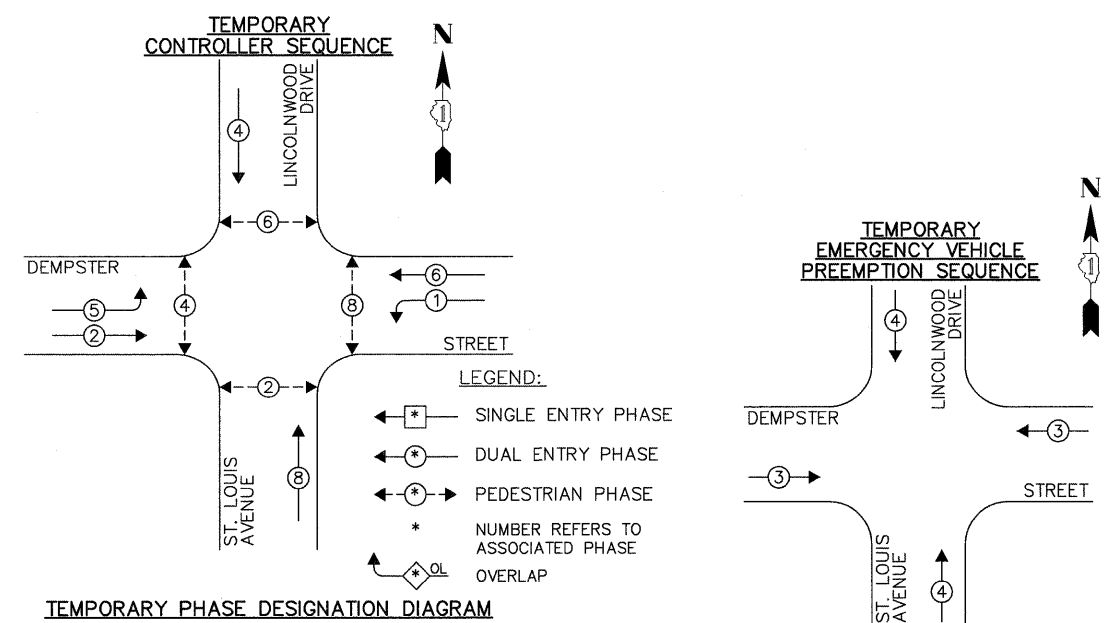 TEMPORARY
CONTROLLER SEQUENCE
N
1
LINCOLNWOOD
DRIVE
4
6
DEMPSTER
6
5
4
8
1
2
STREET
2
ST. LOUIS
AVENUE
8
LEGEND:
* SINGLE ENTRY PHASE
* DUAL ENTRY PHASE
* PEDESTRIAN PHASE
* NUMBER REFERS TO
ASSOCIATED PHASE
* OL OVERLAP
TEMPORARY PHASE DESIGNATION DIAGRAM
N
1
TEMPORARY
EMERGENCY VEHICLE
PREEMPTION SEQUENCE
4
LINCOLNWOOD
DRIVE
DEMPSTER
3
3
STREET
ST. LOUIS
AVENUE
4